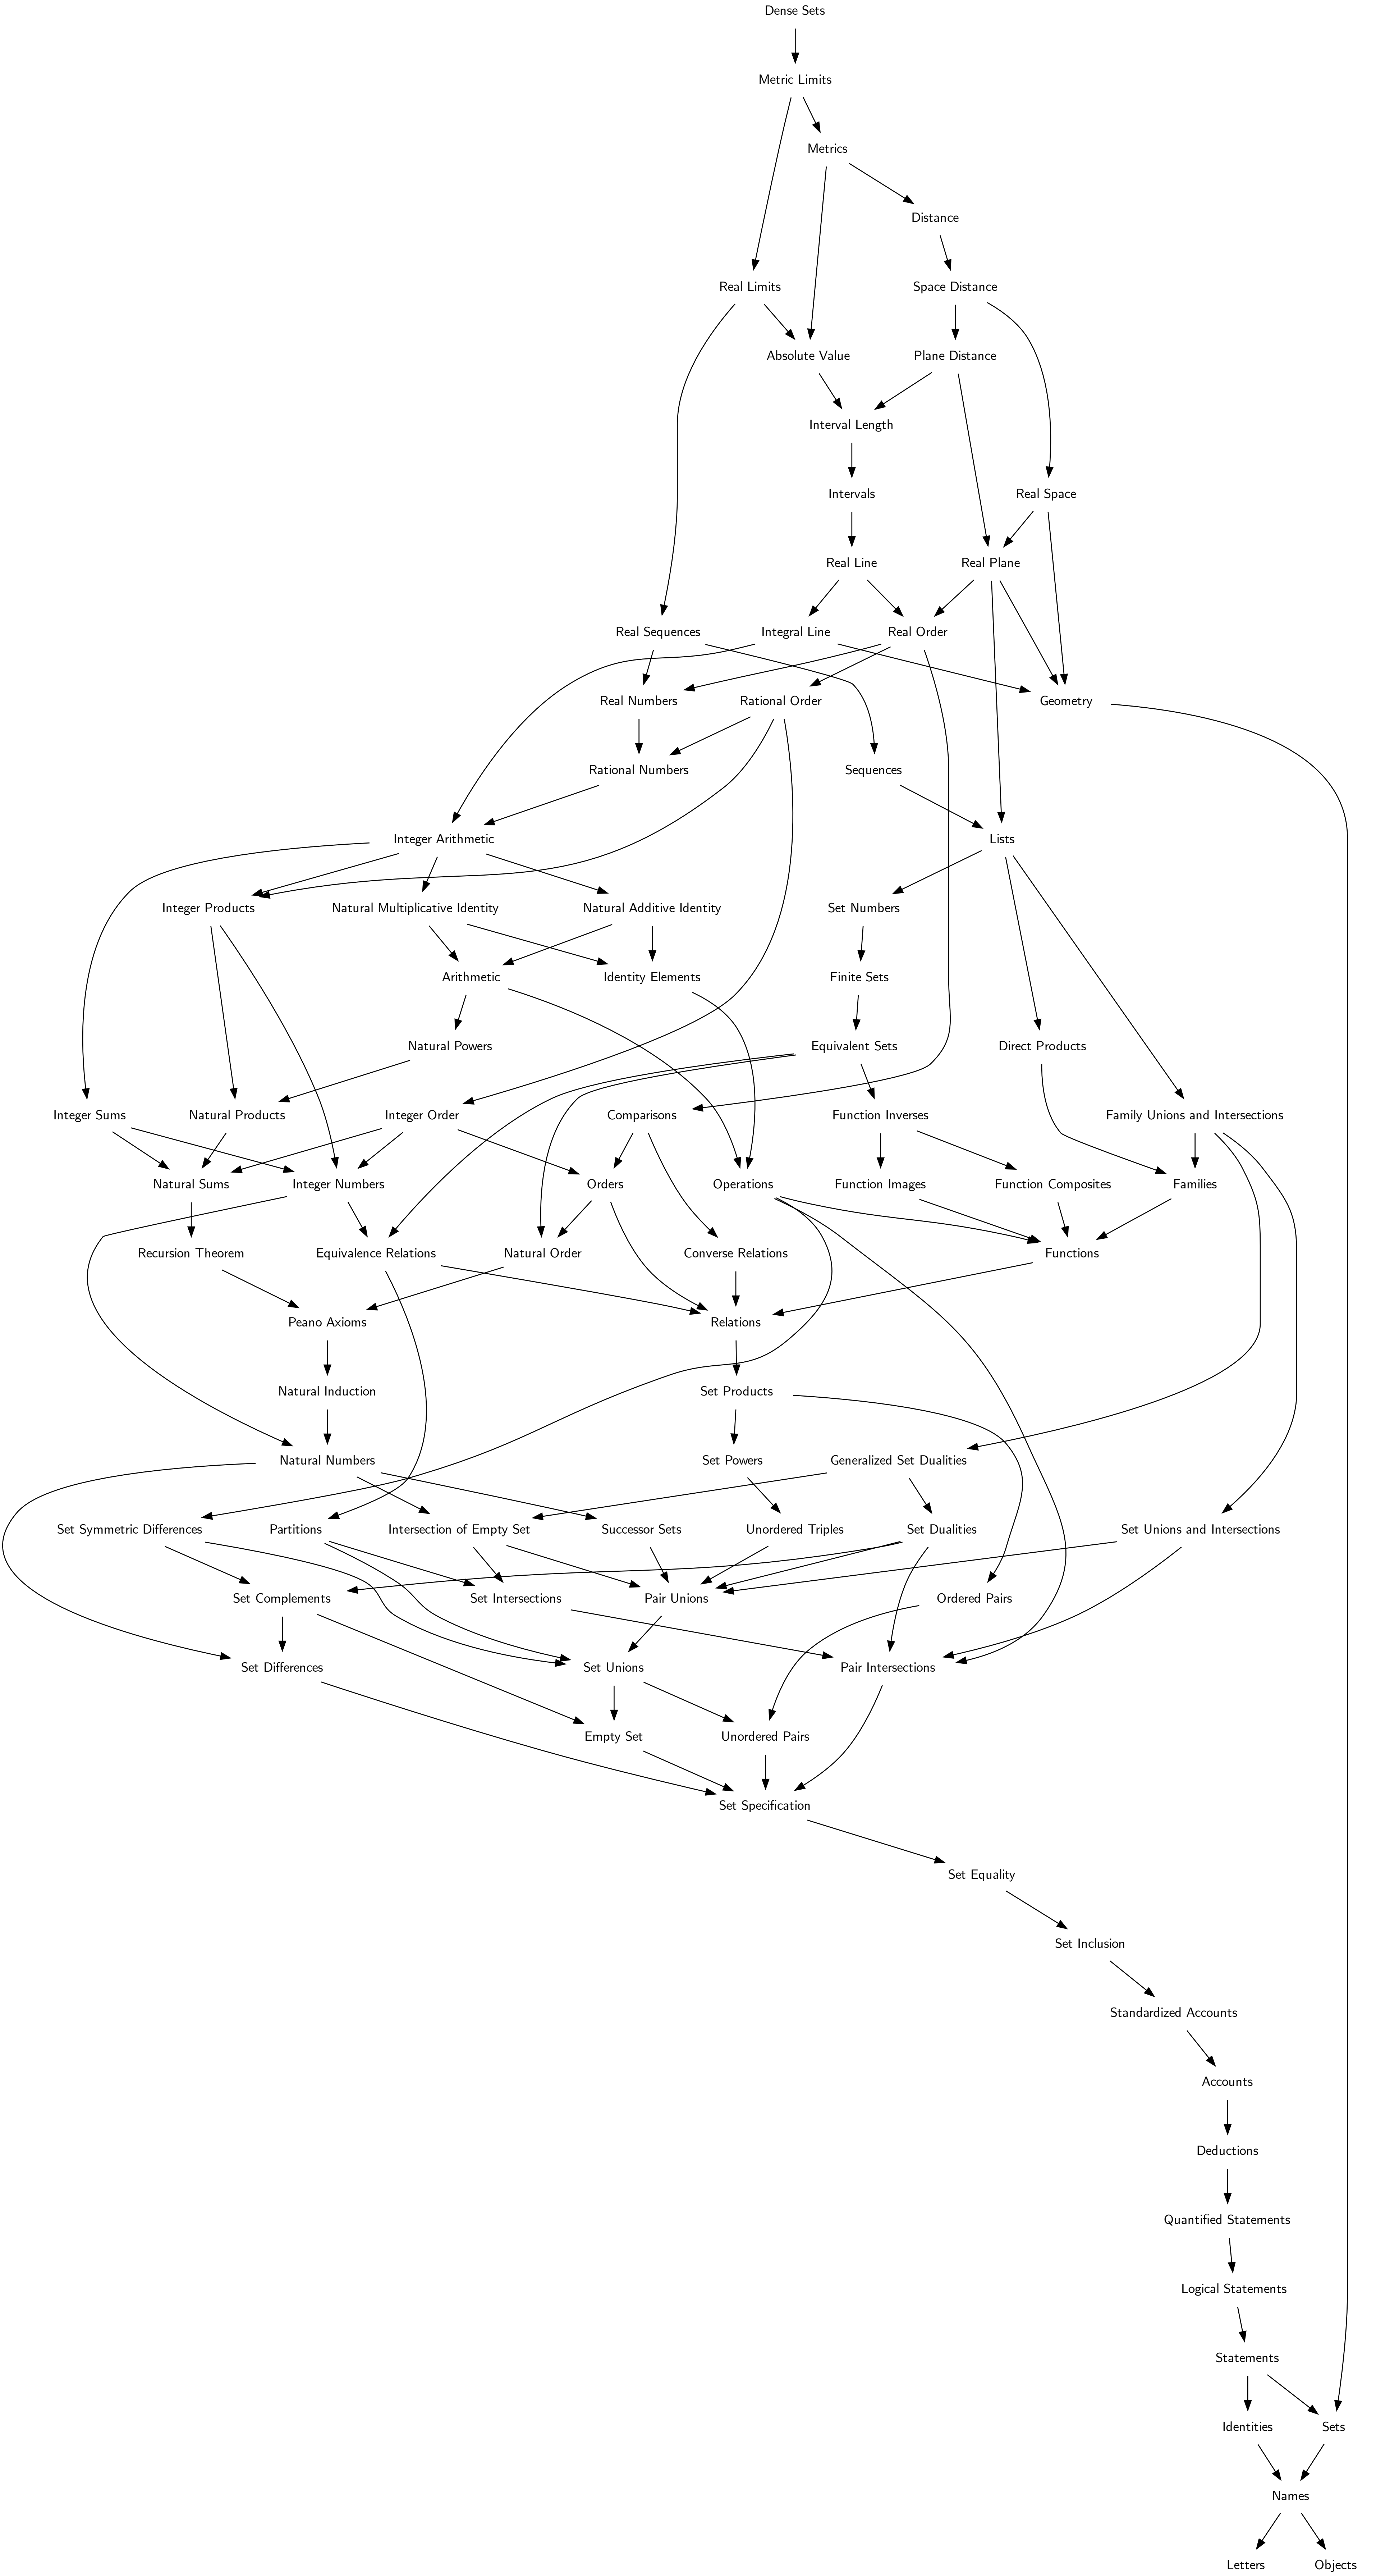 Dense Sets
Metric Limits
Metrics
Distance
Real Limits
Space Distance
Absolute Value
Plane Distance
Interval Length
Intervals
Real Space
Real Line
Real Plane
Real Sequences
Integral Line
Real Order
Real Numbers
Rational Order
Geometry
Rational Numbers
Sequences
Integer Arithmetic
Lists
Integer Products
Natural Multiplicative Identity
Natural Additive Identity
Set Numbers
Arithmetic
Identity Elements
Finite Sets
Natural Powers
Equivalent Sets
Direct Products
Integer Sums
Natural Products
Integer Order
Comparisons
Function Inverses
Family Unions and Intersections
Natural Sums
Integer Numbers
Orders
Operations
Function Images
Function Composites
Families
Recursion Theorem
Equivalence Relations
Natural Order
Converse Relations
Functions
Peano Axioms
Relations
Natural Induction
Set Products
Natural Numbers
Set Powers
Generalized Set Dualities
Set Symmetric Differences
Partitions
Intersection of Empty Set
Successor Sets
Unordered Triples
Set Dualities
Set Unions and Intersections
Set Complements
Set Intersections
Pair Unions
Ordered Pairs
Set Differences
Set Unions
Pair Intersections
Empty Set
Unordered Pairs
Set Specification
Set Equality
Set Inclusion
Standardized Accounts
Accounts
Deductions
Quantified Statements
Logical Statements
Statements
Identities
Sets
Names
Letters
Objects